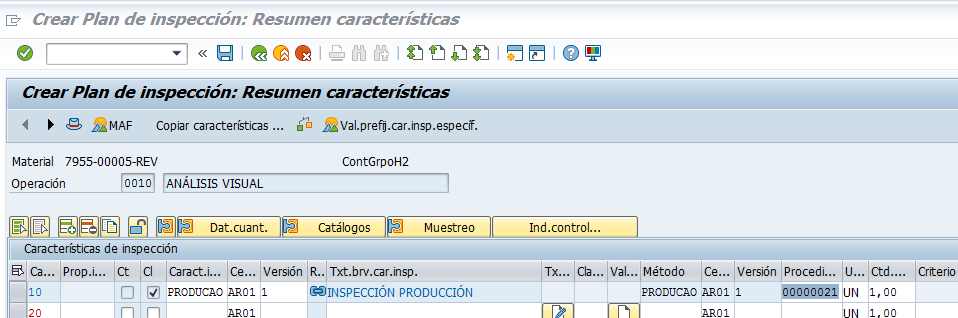 Crear Plan de inspección: Resumen características
Crear Plan de inspección: Resumen características
MAF Copiar características ... Val.prefij.car.insp.específ.
Material 7955-00005-REV ContGrpoH2
Operación 0010 ANÁLISIS VISUAL
Dat.cuant. Catálogos Muestreo Ind.control...
Características de inspección
Ca... Prop.i... Ct Cl Caract.i... Ce... Versión R.. Txt.brv.car.insp. Tx... Cla... Val... Método Ce... Versión Procedi... U... Ctd.... Criterio
10 PRODUCAO AR01 1 INSPECCIÓN PRODUCCIÓN PRODUCAO AR01 1 00000021 UN 1,00
20 AR01 AR01 UN 1,00